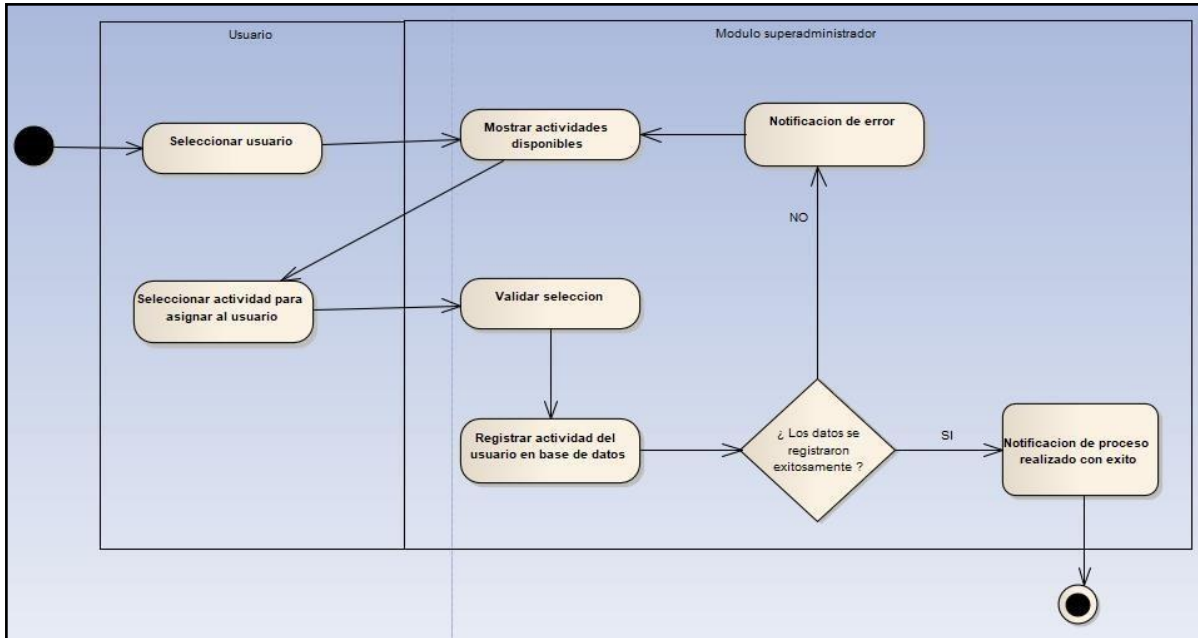 Usuario
Modulo superadministrador
Seleccionar usuario
Mostrar actividades
disponibles
Notificacion de error
NO
Seleccionar actividad para
asignar al usuario
Validar seleccion
Registrar actividad del
usuario en base de datos
¿ Los datos se
registraron
exitosamente ?
SI
Notificacion de proceso
realizado con exito